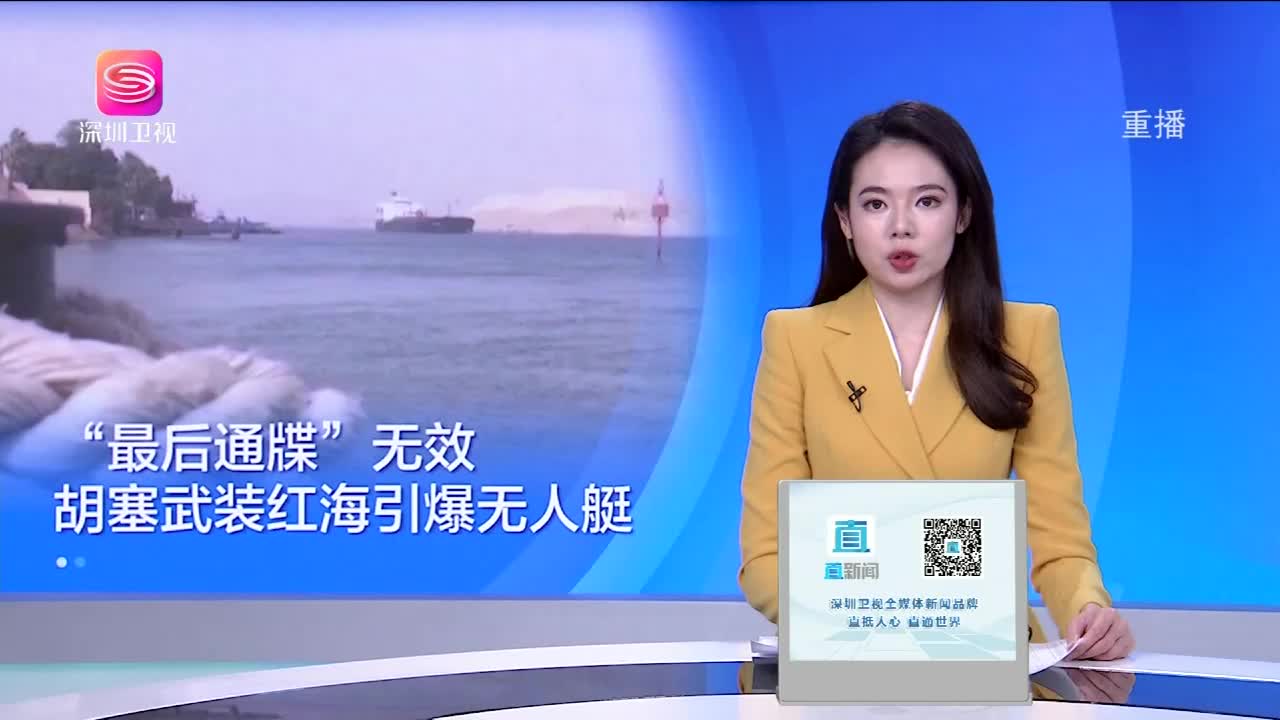 深圳卫视
重播
“最后通牒”无效
胡塞武装红海引爆无人艇
直
直新闻
深圳卫视全媒体新闻品牌
直抵人心 直通世界